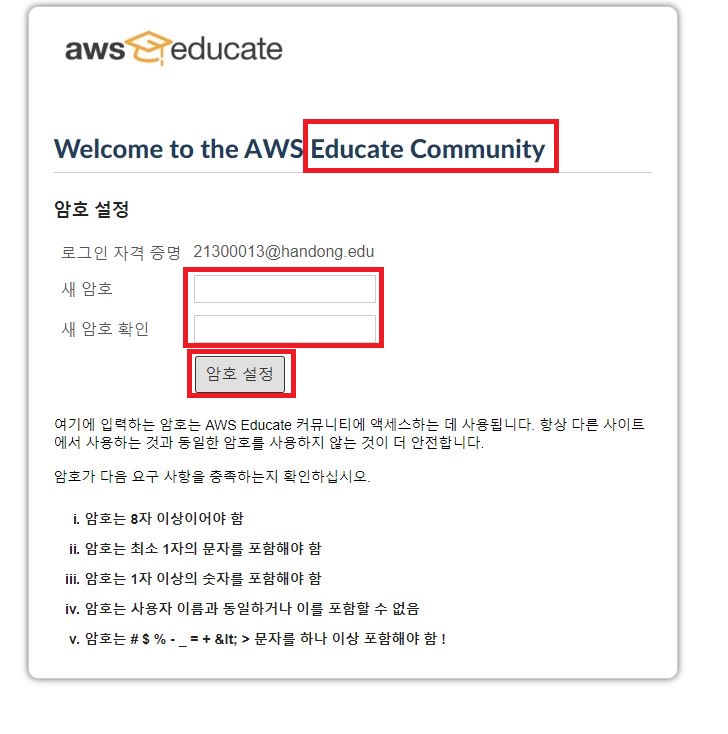 aws educate
Welcome to the AWS Educate Community
암호 설정
로그인 자격 증명 21300013@handong.edu
새 암호
새 암호 확인
암호 설정
여기에 입력하는 암호는 AWS Educate 커뮤니티에 액세스하는 데 사용됩니다. 항상 다른 사이트
에서 사용하는 것과 동일한 암호를 사용하지 않는 것이 더 안전합니다.
암호가 다음 요구 사항을 충족하는지 확인하십시오.
i. 암호는 8자 이상이어야 함
ii. 암호는 최소 1자의 문자를 포함해야 함
iii. 암호는 1자 이상의 숫자를 포함해야 함
iv. 암호는 사용자 이름과 동일하거나 이를 포함할 수 없음
v. 암호는 # $ % - _ = + &lt; > 문자를 하나 이상 포함해야 함 !